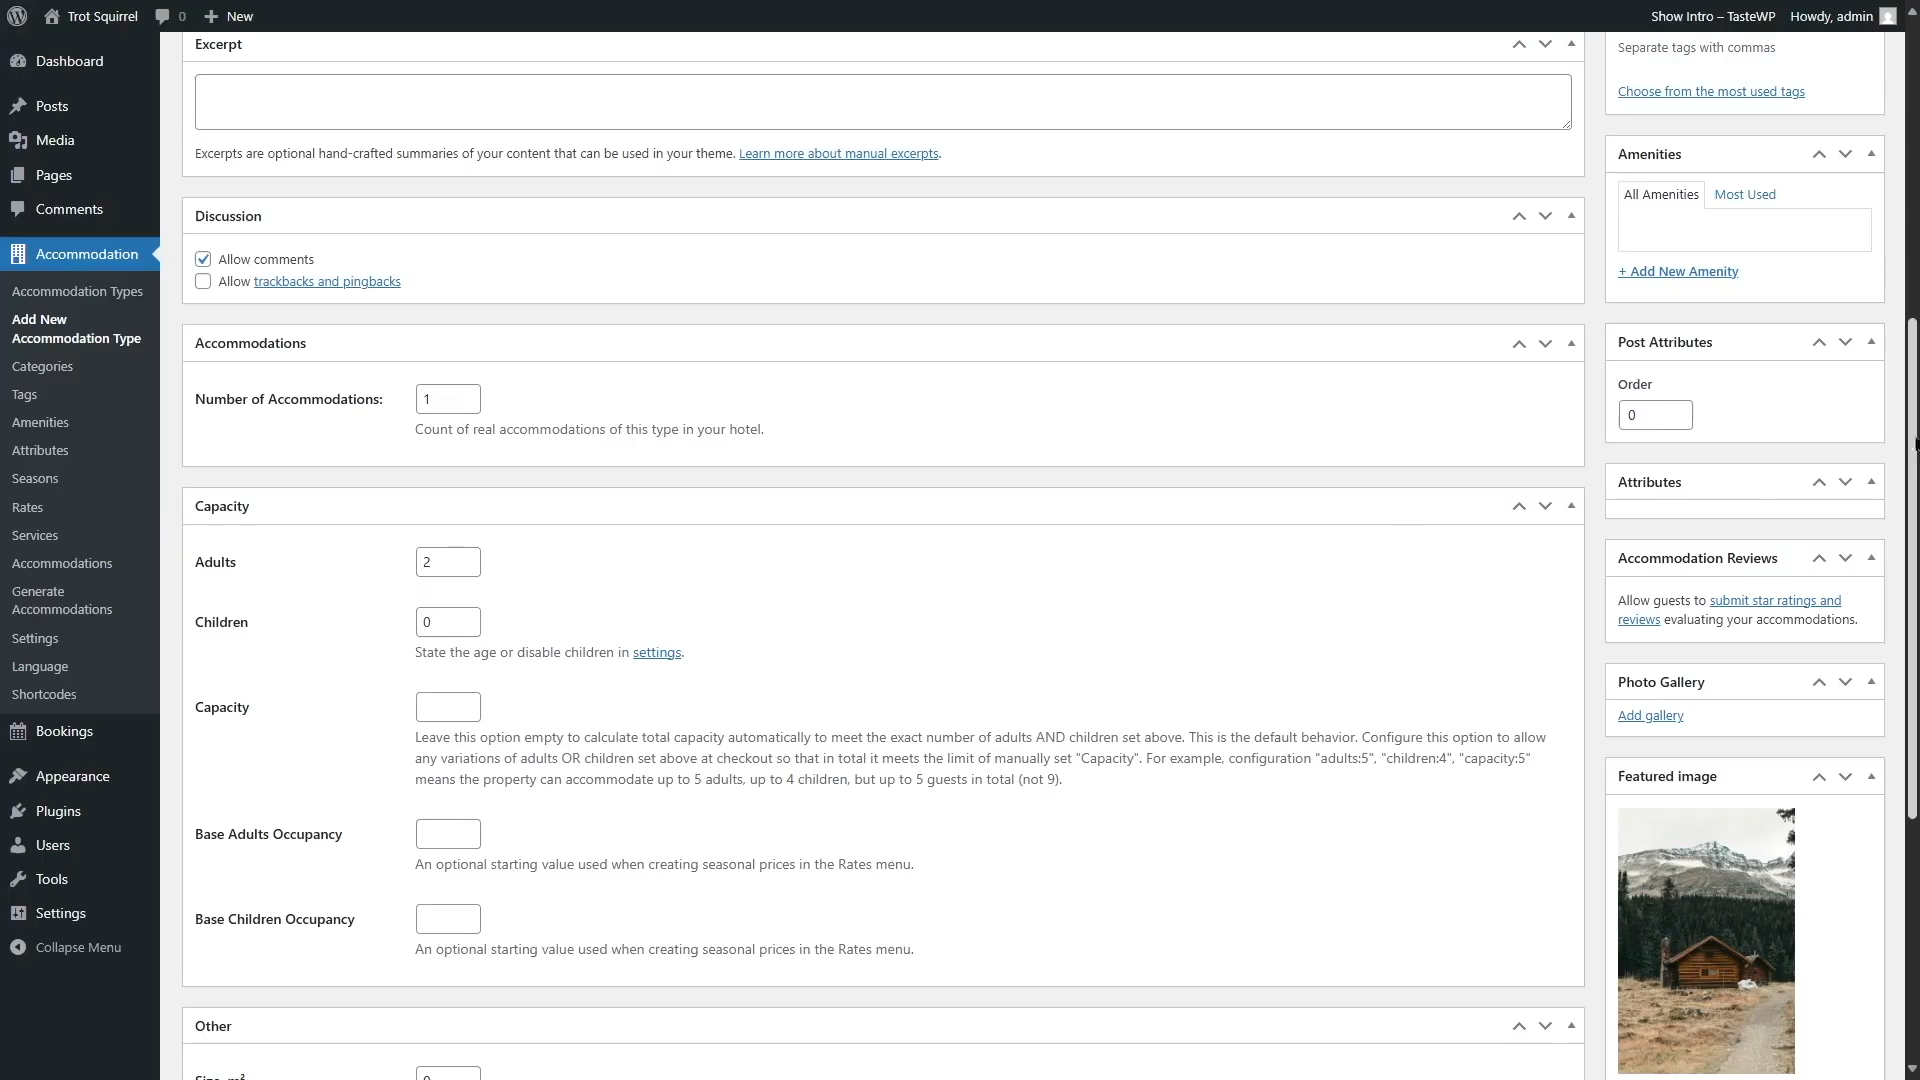 Trot Squirrel
0
New
Show Intro – TasteWP
Howdy, admin
Dashboard
Posts
Media
Pages
Comments
Accommodation
Accommodation Types
Add New
Accommodation Type
Categories
Tags
Amenities
Attributes
Seasons
Rates
Services
Accommodations
Generate
Accommodations
Settings
Language
Shortcodes
Bookings
Appearance
Plugins
Users
Tools
Settings
Collapse Menu
Excerpt
Excerpts are optional hand-crafted summaries of your content that can be used in your theme. Learn more about manual excerpts.
Discussion
Allow comments
Allow trackbacks and pingbacks
Accommodations
Number of Accommodations:
1
Count of real accommodations of this type in your hotel.
Capacity
Adults
2
Children
0
State the age or disable children in settings.
Capacity
Leave this option empty to calculate total capacity automatically to meet the exact number of adults AND children set above. This is the default behavior. Configure this option to allow
any variations of adults OR children set above at checkout so that in total it meets the limit of manually set "Capacity". For example, configuration "adults:5", "children:4", "capacity:5"
means the property can accommodate up to 5 adults, up to 4 children, but up to 5 guests in total (not 9).
Base Adults Occupancy
An optional starting value used when creating seasonal prices in the Rates menu.
Base Children Occupancy
An optional starting value used when creating seasonal prices in the Rates menu.
Other
Size, m²
0
Separate tags with commas
Choose from the most used tags
Amenities
All Amenities
Most Used
+ Add New Amenity
Post Attributes
Order
0
Attributes
Accommodation Reviews
Allow guests to submit star ratings and
reviews evaluating your accommodations.
Photo Gallery
Add gallery
Featured image